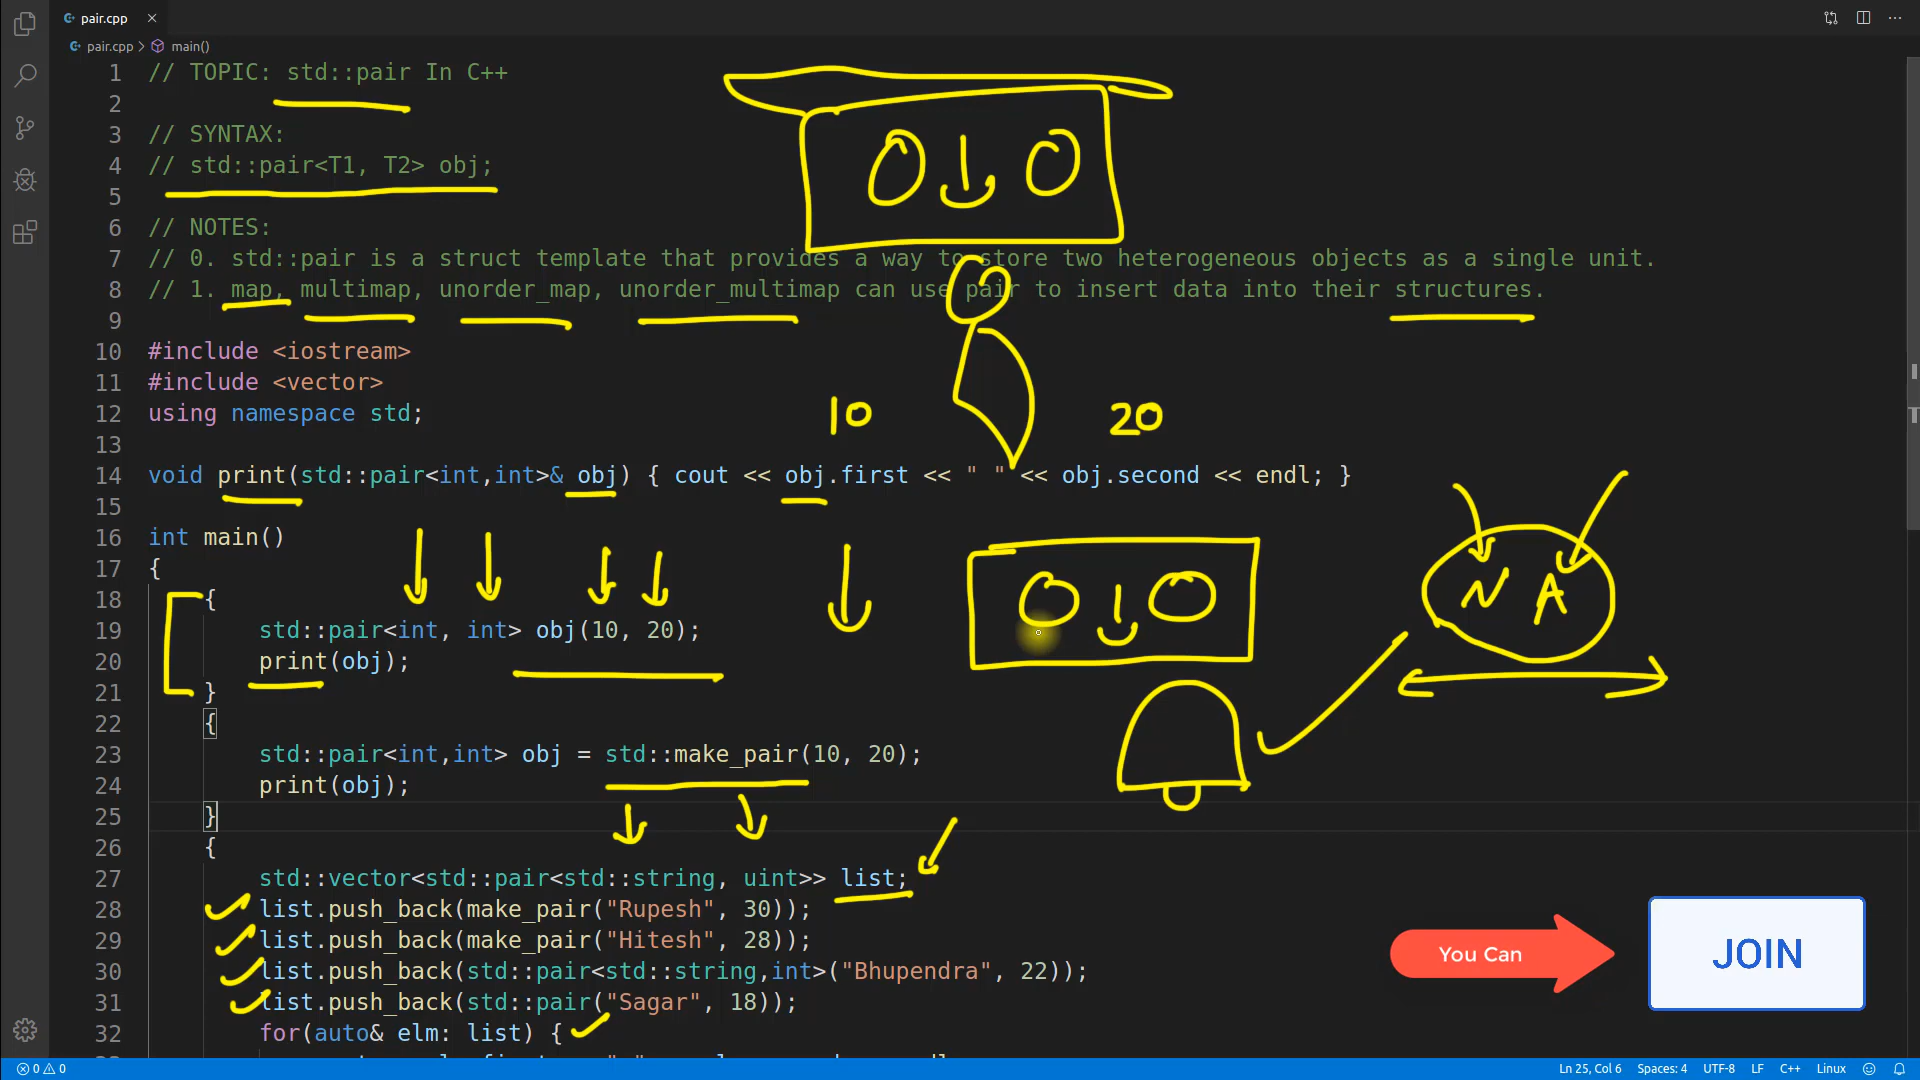 pair.cpp
pair.cpp > main()
1 // TOPIC: std::pair In C++
2
3 // SYNTAX:
4 // std::pair<T1, T2> obj;
5
6 // NOTES:
7 // 0. std::pair is a struct template that provides a way to store two heterogeneous objects as a single unit.
8 // 1. map, multimap, unorder_map, unorder_multimap can use pair to insert data into their structures.
9
10 #include <iostream>
11 #include <vector>
12 using namespace std;
10 20
13
14 void print(std::pair<int,int>& obj) { cout << obj.first << " " << obj.second << endl; }
15
16 int main()
17 {
18 {
N A
19 std::pair<int, int> obj(10, 20);
20 print(obj);
21 }
22 {
23 std::pair<int,int> obj = std::make_pair(10, 20);
24 print(obj);
25 }
26 {
27 std::vector<std::pair<std::string, uint>> list;
28 list.push_back(make_pair("Rupesh", 30));
29 list.push_back(make_pair("Hitesh", 28));
30 list.push_back(std::pair<std::string,int>("Bhupendra", 22));
31 list.push_back(std::pair("Sagar", 18));
32 for(auto& elm: list) {
You Can
JOIN
0 0
Ln 25, Col 6 Spaces: 4 UTF-8 LF C++ Linux